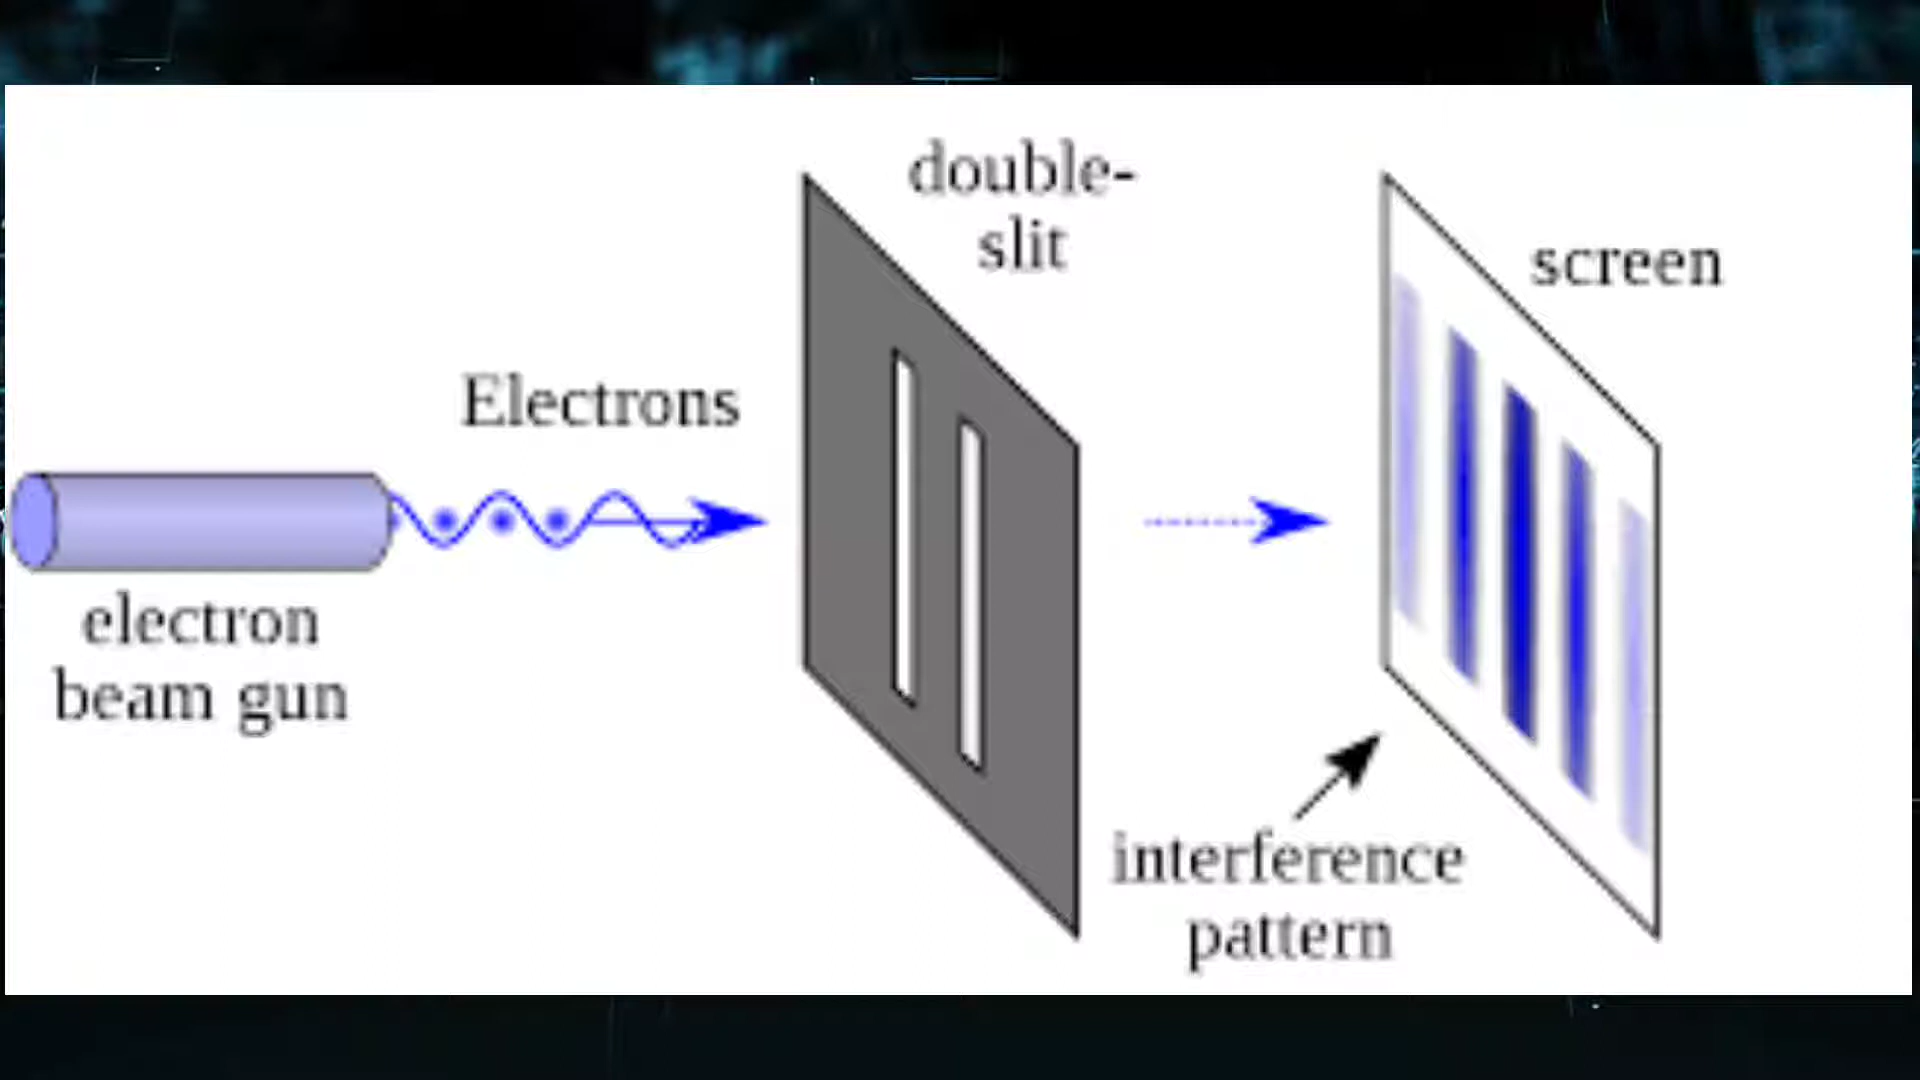 double-
slit
screen
Electrons
electron
beam gun
interference
pattern